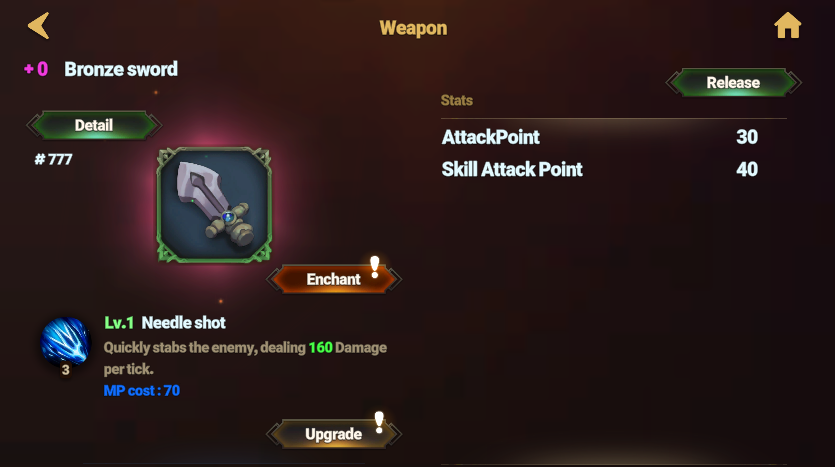 Weapon
+0 Bronze sword
Release
Stats
Detail
AttackPoint 30
# 777
Skill Attack Point 40
Enchant
!
Lv.1 Needle shot
Quickly stabs the enemy, dealing 160 Damage
per tick.
3
MP cost : 70
Upgrade
!